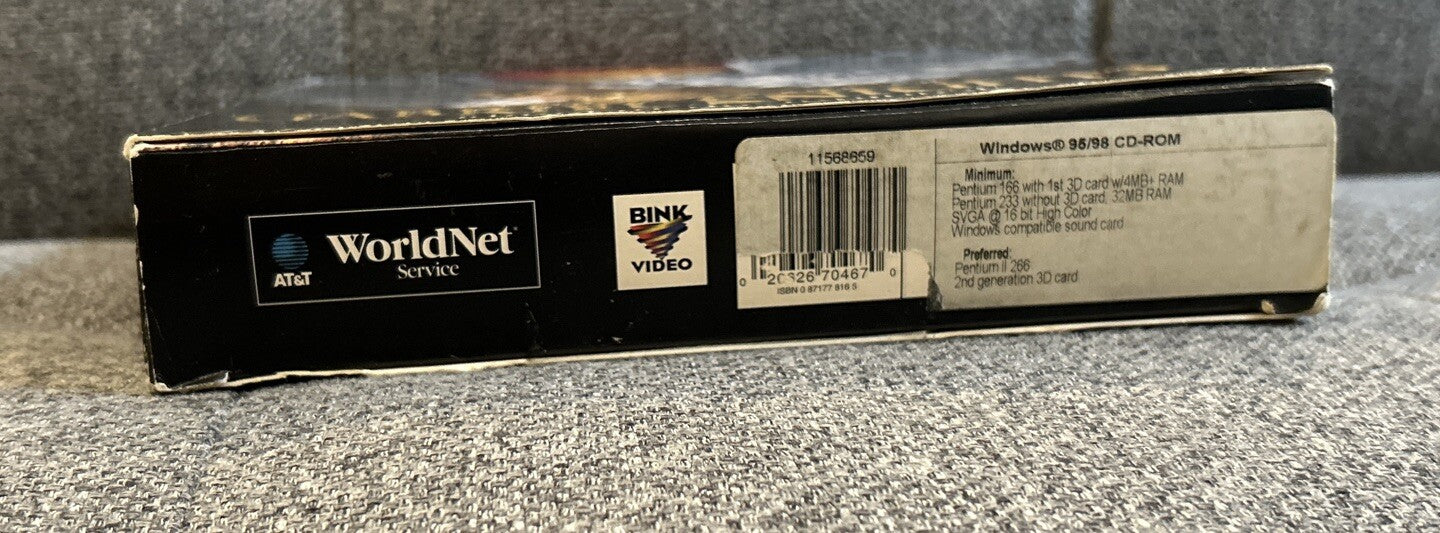 AT&T
WorldNet
Service
BINK
VIDEO
11568659
0 20626 70467 0
ISBN 0 87177 816 5
Windows® 95/98 CD-ROM
Minimum:
Pentium 166 with 1st 3D card w/4MB+ RAM
Pentium 233 without 3D card, 32MB RAM
SVGA @ 16 bit High Color
Windows compatible sound card
Preferred:
Pentium II 266
2nd generation 3D card